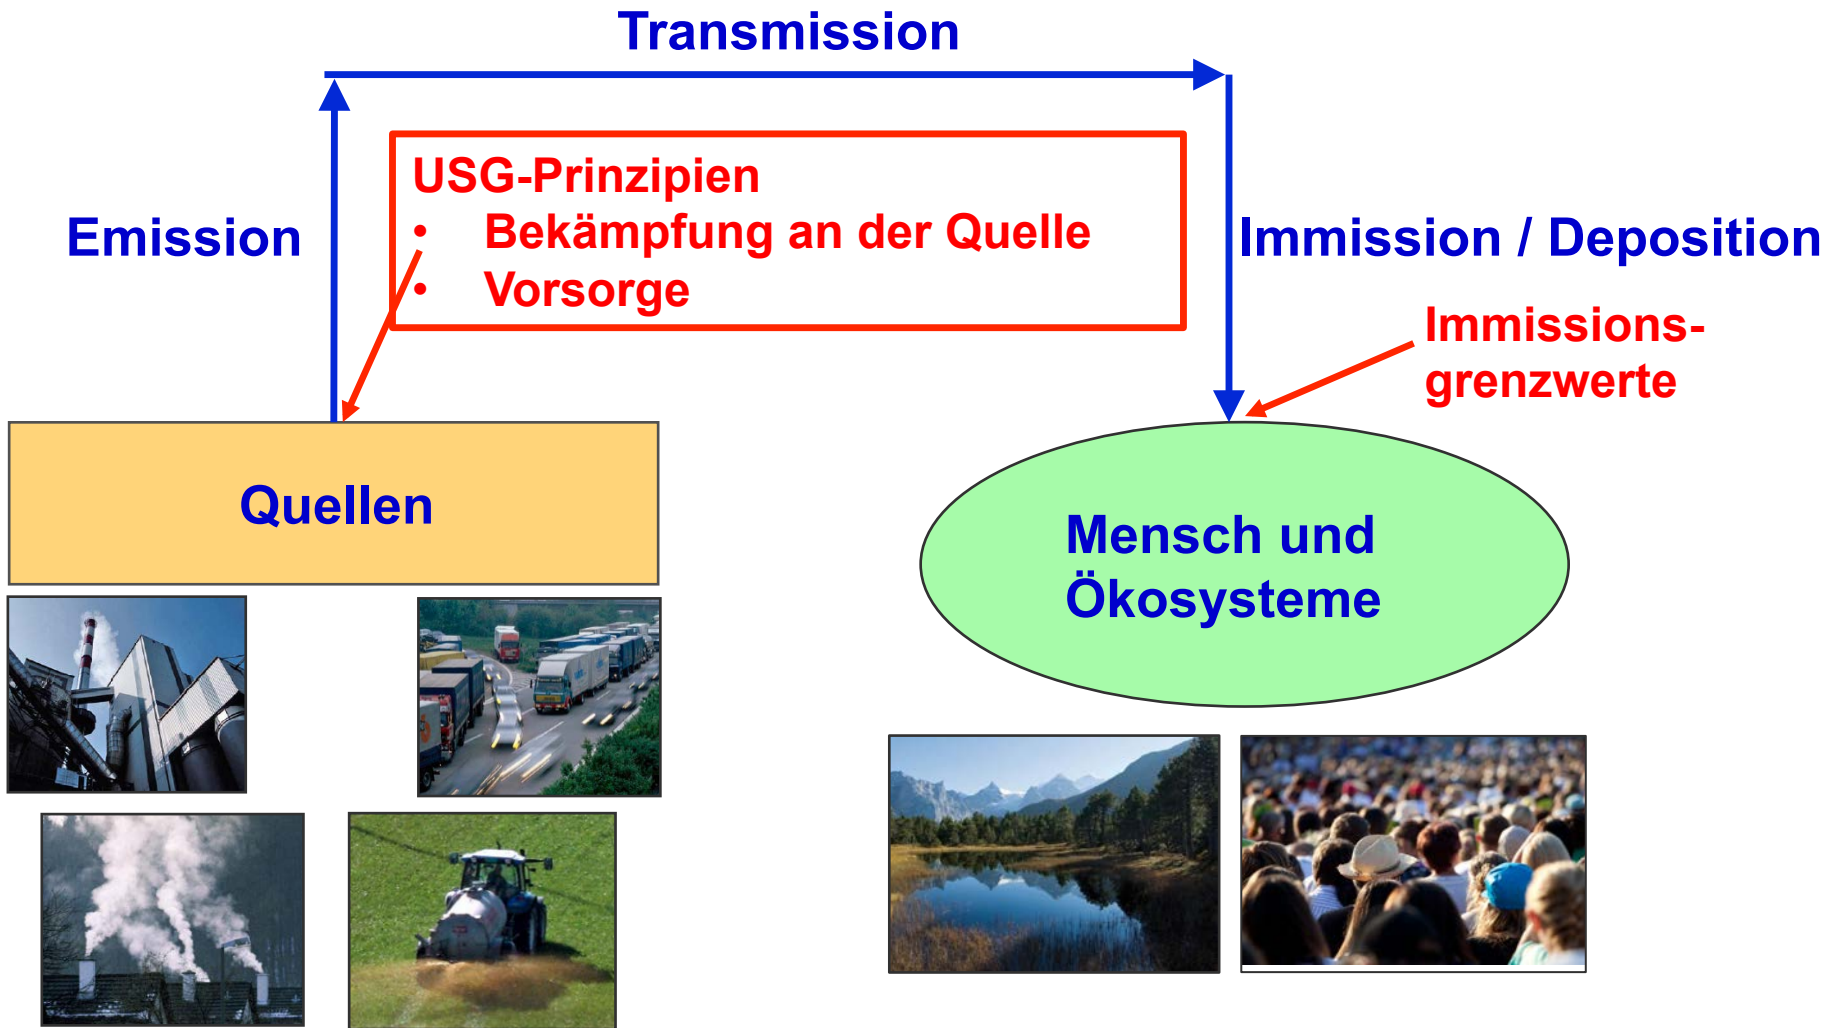 Transmission
USG-Prinzipien
• Bekämpfung an der Quelle
• Vorsorge
Emission
Immission / Deposition
Immissions-
grenzwerte
Quellen
Mensch und
Ökosysteme